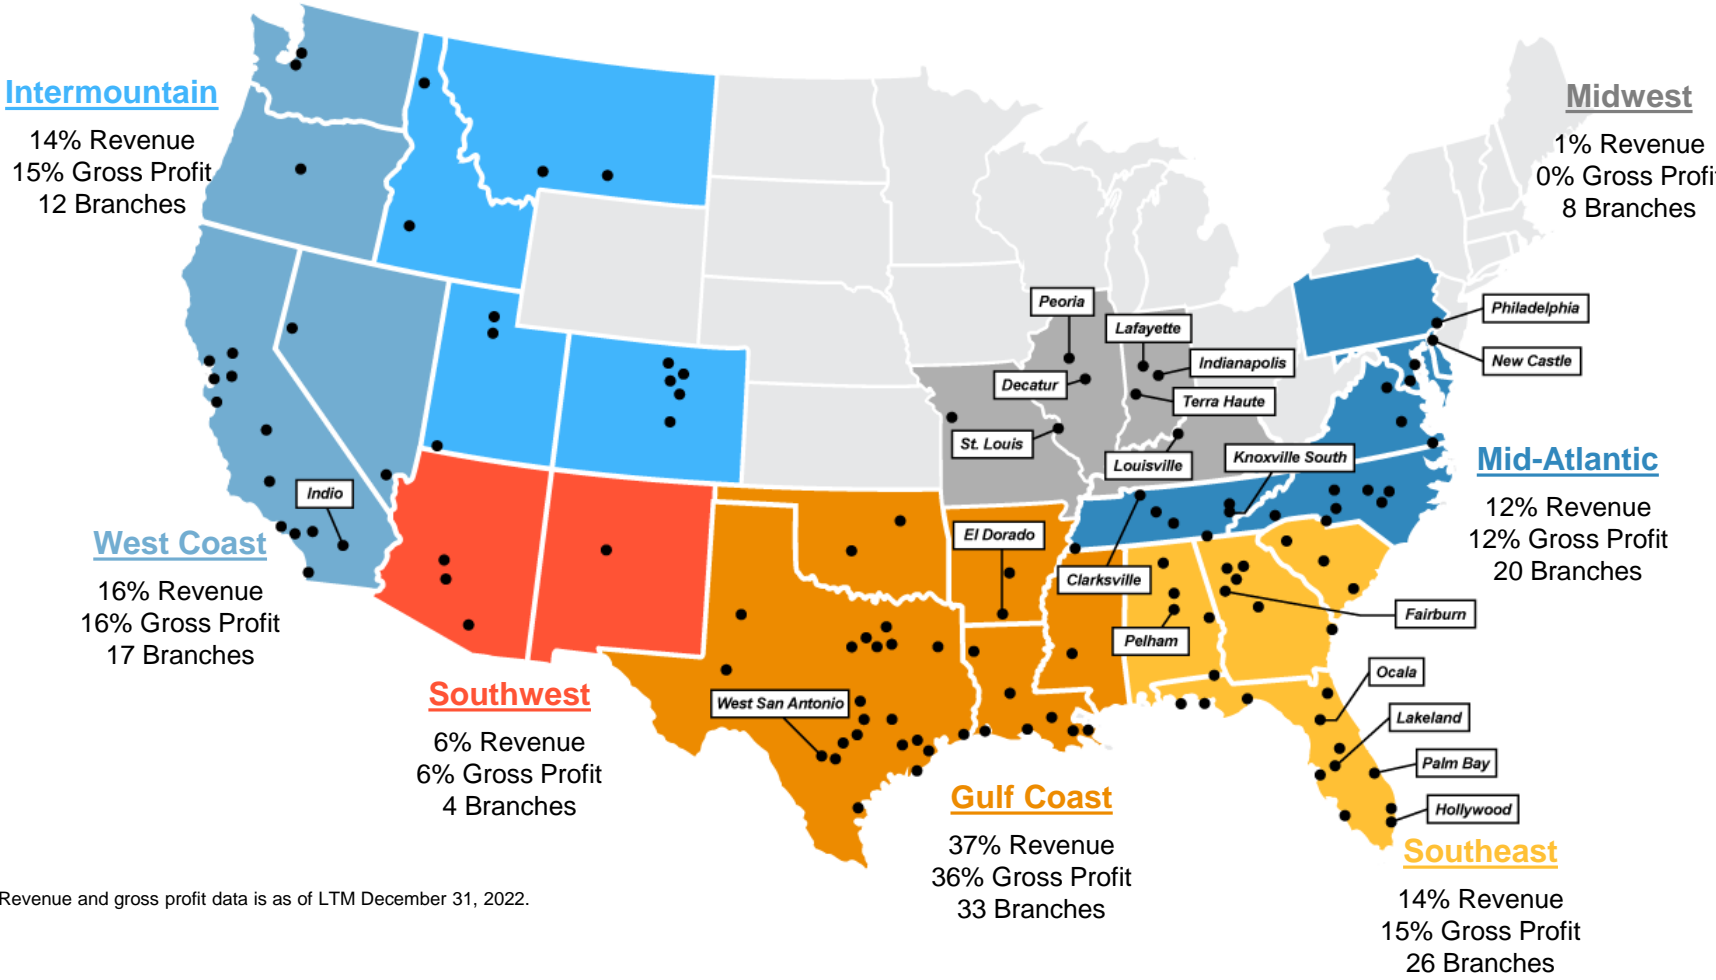 Intermountain
14% Revenue
15% Gross Profit
12 Branches
Midwest
1% Revenue
0% Gross Profit
8 Branches
Peoria
Lafayette
Indianapolis
Decatur
Terra Haute
St. Louis
Louisville
Knoxville South
Philadelphia
New Castle
Mid-Atlantic
12% Revenue
12% Gross Profit
20 Branches
Indio
West Coast
16% Revenue
16% Gross Profit
17 Branches
El Dorado
Clarksville
Pelham
Fairburn
Ocala
Lakeland
Palm Bay
Hollywood
West San Antonio
Southwest
6% Revenue
6% Gross Profit
4 Branches
Gulf Coast
37% Revenue
36% Gross Profit
33 Branches
Southeast
14% Revenue
15% Gross Profit
26 Branches
Revenue and gross profit data is as of LTM December 31, 2022.